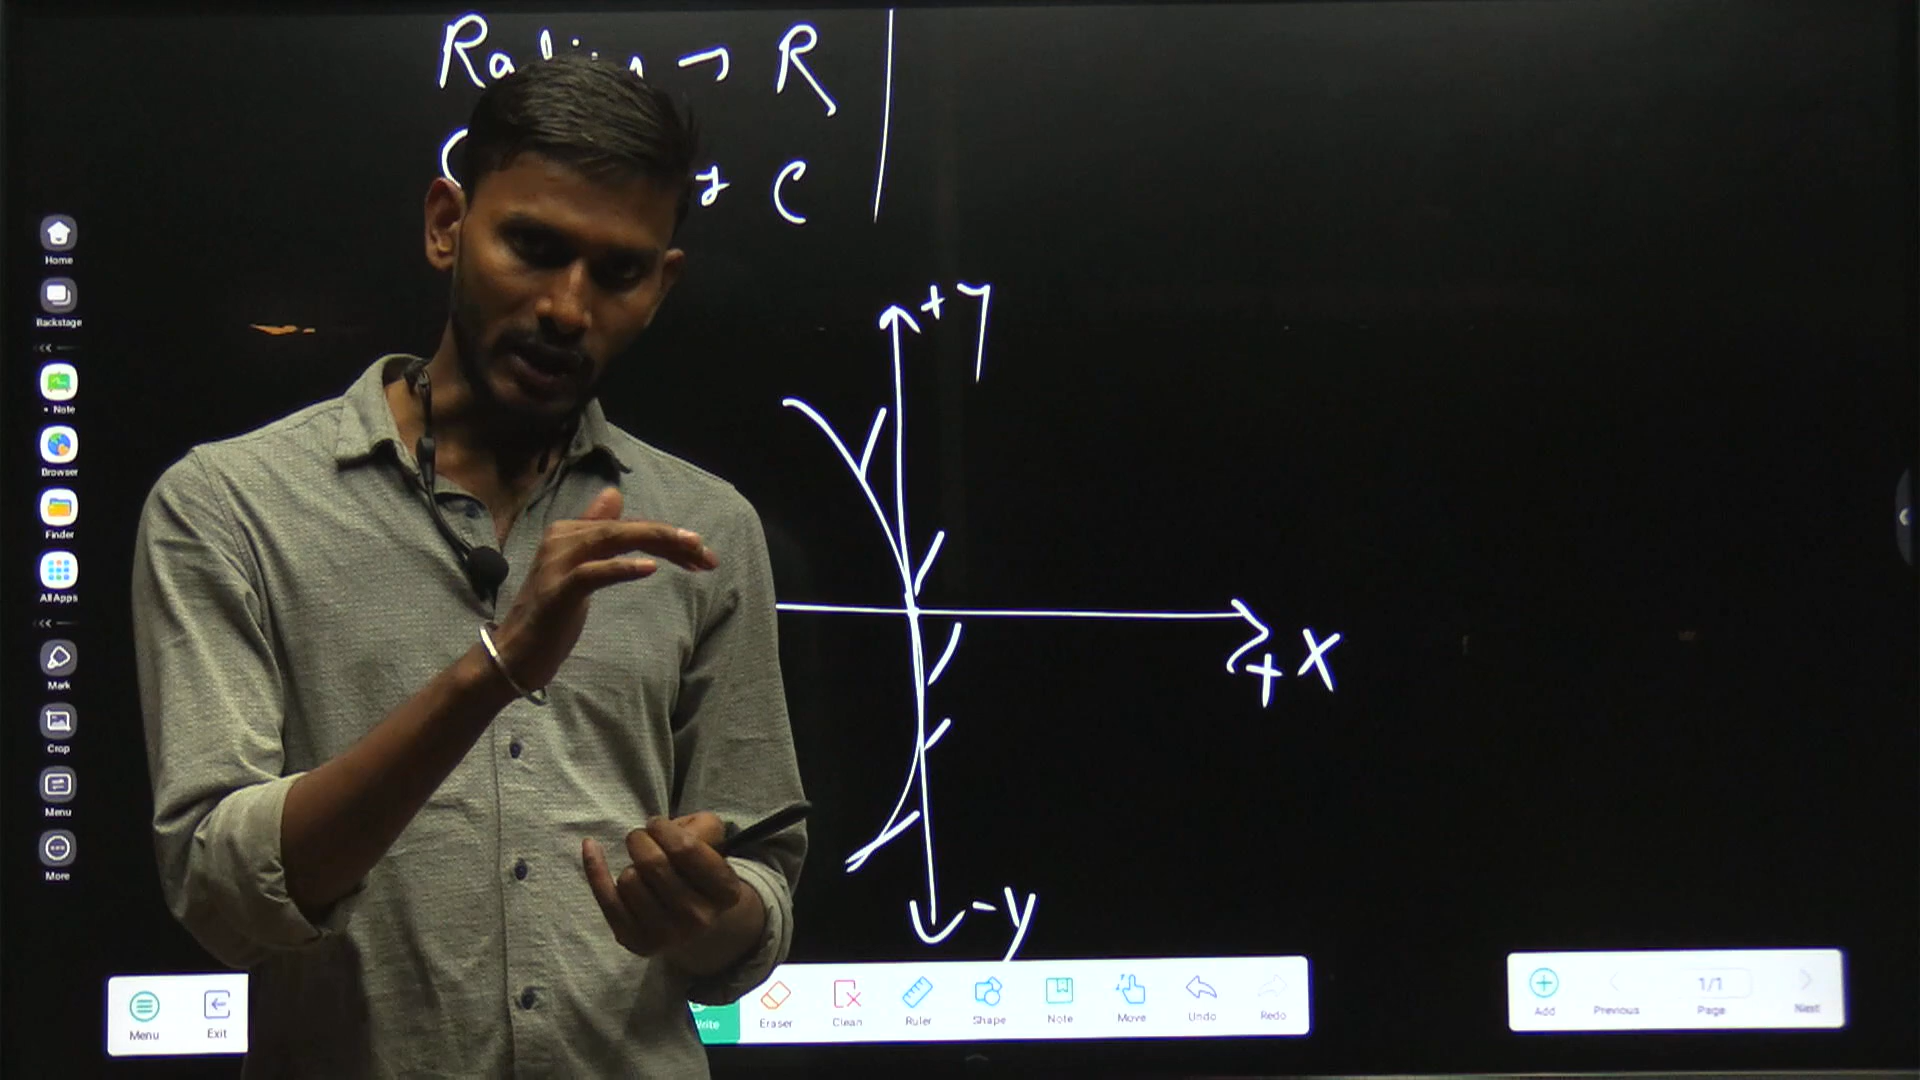 → R
C
+Y
+ X
-y
Home
Backstage
Note
Browser
Finder
All Apps
Mark
Crop
Menu
More
Menu
Exit
Eraser
Clean
Ruler
Shape
Note
Move
Undo
Redo
Add
Previous
1/1
Page
Next